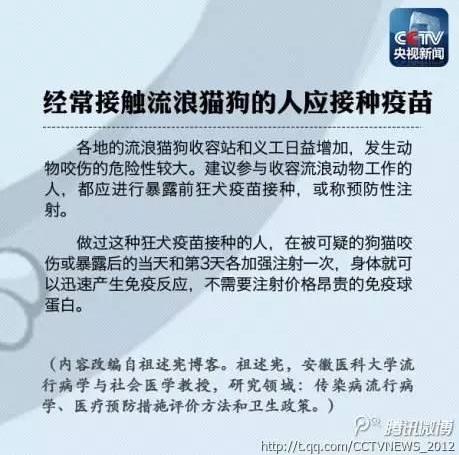 CCTV
央视新闻
经常接触流浪猫狗的人应接种疫苗
各地的流浪猫狗收容站和义工日益增加，发生动
物咬伤的危险性较大。建议参与收容流浪动物工作的
人，都应进行暴露前狂犬疫苗接种，或称预防性注
射。
做过这种狂犬疫苗接种的人，在被可疑的狗猫咬
伤或暴露后的当天和第3天各加强注射一次，身体就可
以迅速产生免疫反应，不需要注射价格昂贵的免疫球
蛋白。
（内容改编自祖述宪博客。祖述宪，安徽医科大学流
行病学与社会医学教授，研究领域：传染病流行病
学、医疗预防措施评价方法和卫生政策。）
腾讯微博
http://t.qq.com/CCTVNEWS_2012